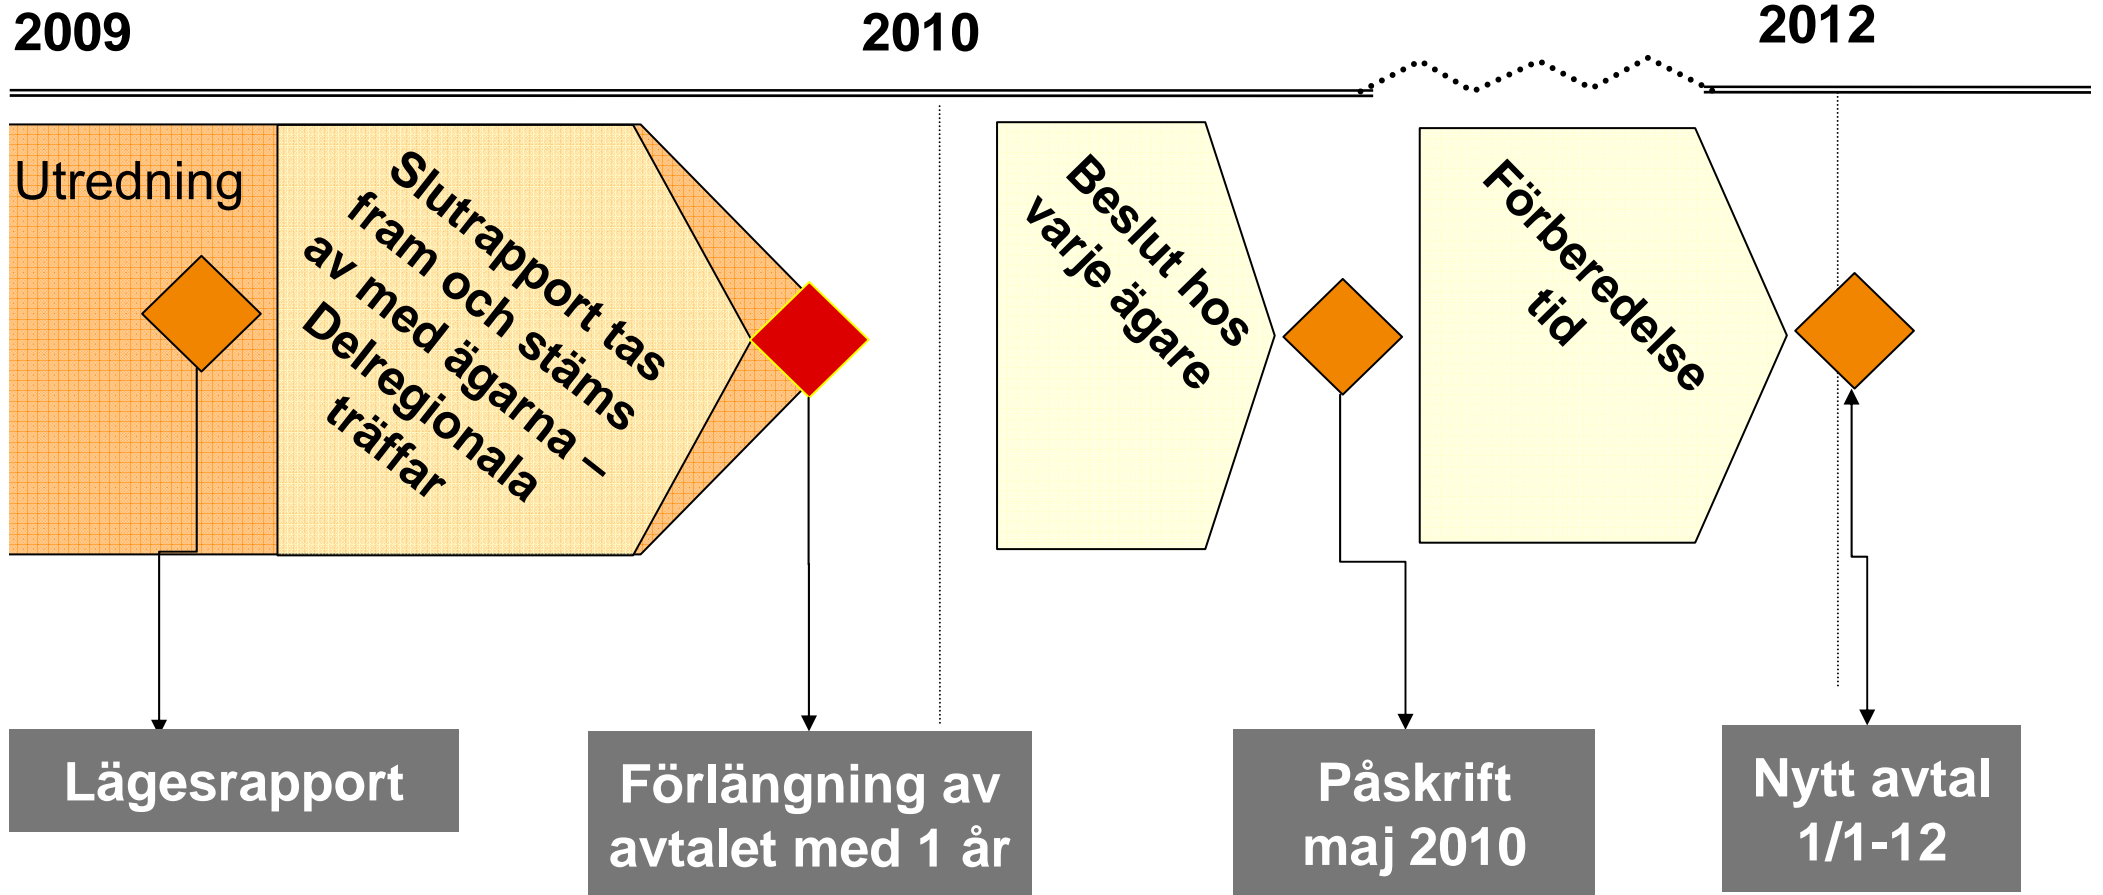 2009
2010
2012
Utredning
Slutrapport tas
fram och stäms
av med ägarna –
Delregionala
träffar
Beslut hos
varje ägare
Förberedelse
tid
Lägesrapport
Förlängning av
avtalet med 1 år
Påskrift
maj 2010
Nytt avtal
1/1-12